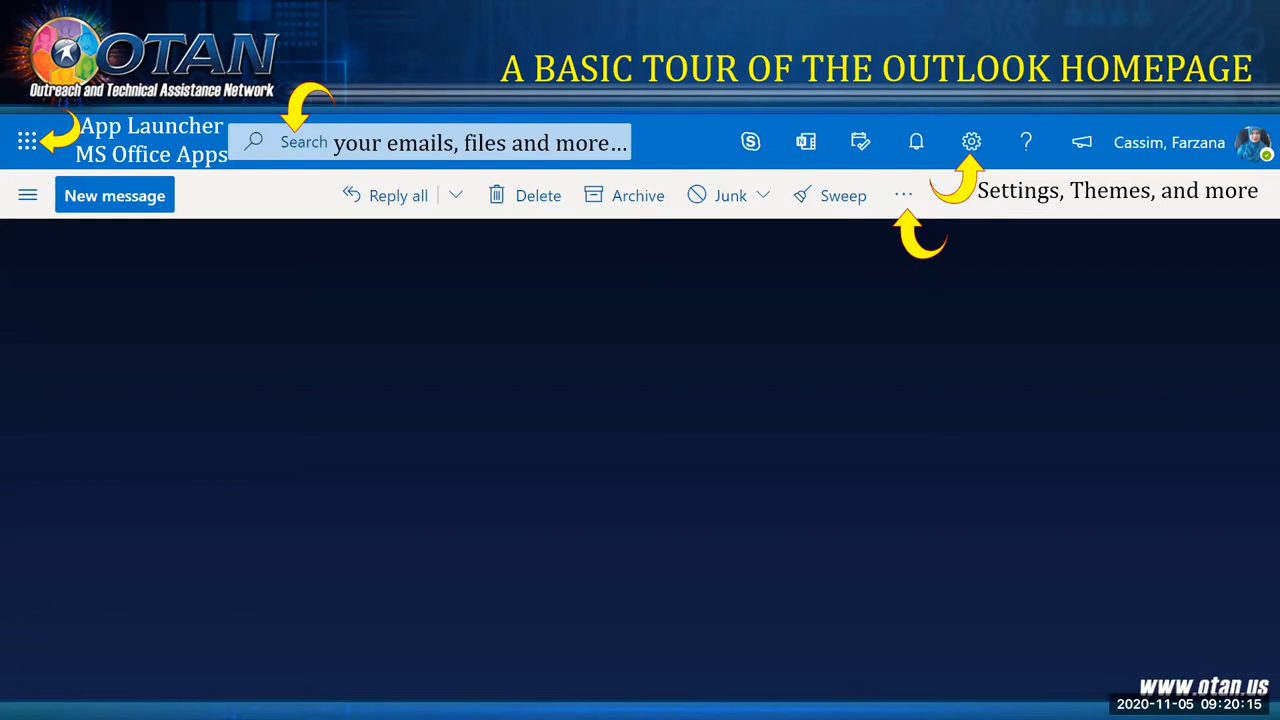 OTAN
Outreach and Technical Assistance Network
A BASIC TOUR OF THE OUTLOOK HOMEPAGE
App Launcher
MS Office Apps
Search your emails, files and more...
Cassim, Farzana
New message
Reply all
Delete
Archive
Junk
Sweep
...
Settings, Themes, and more
www.otan.us
2020-11-05 09:20:15